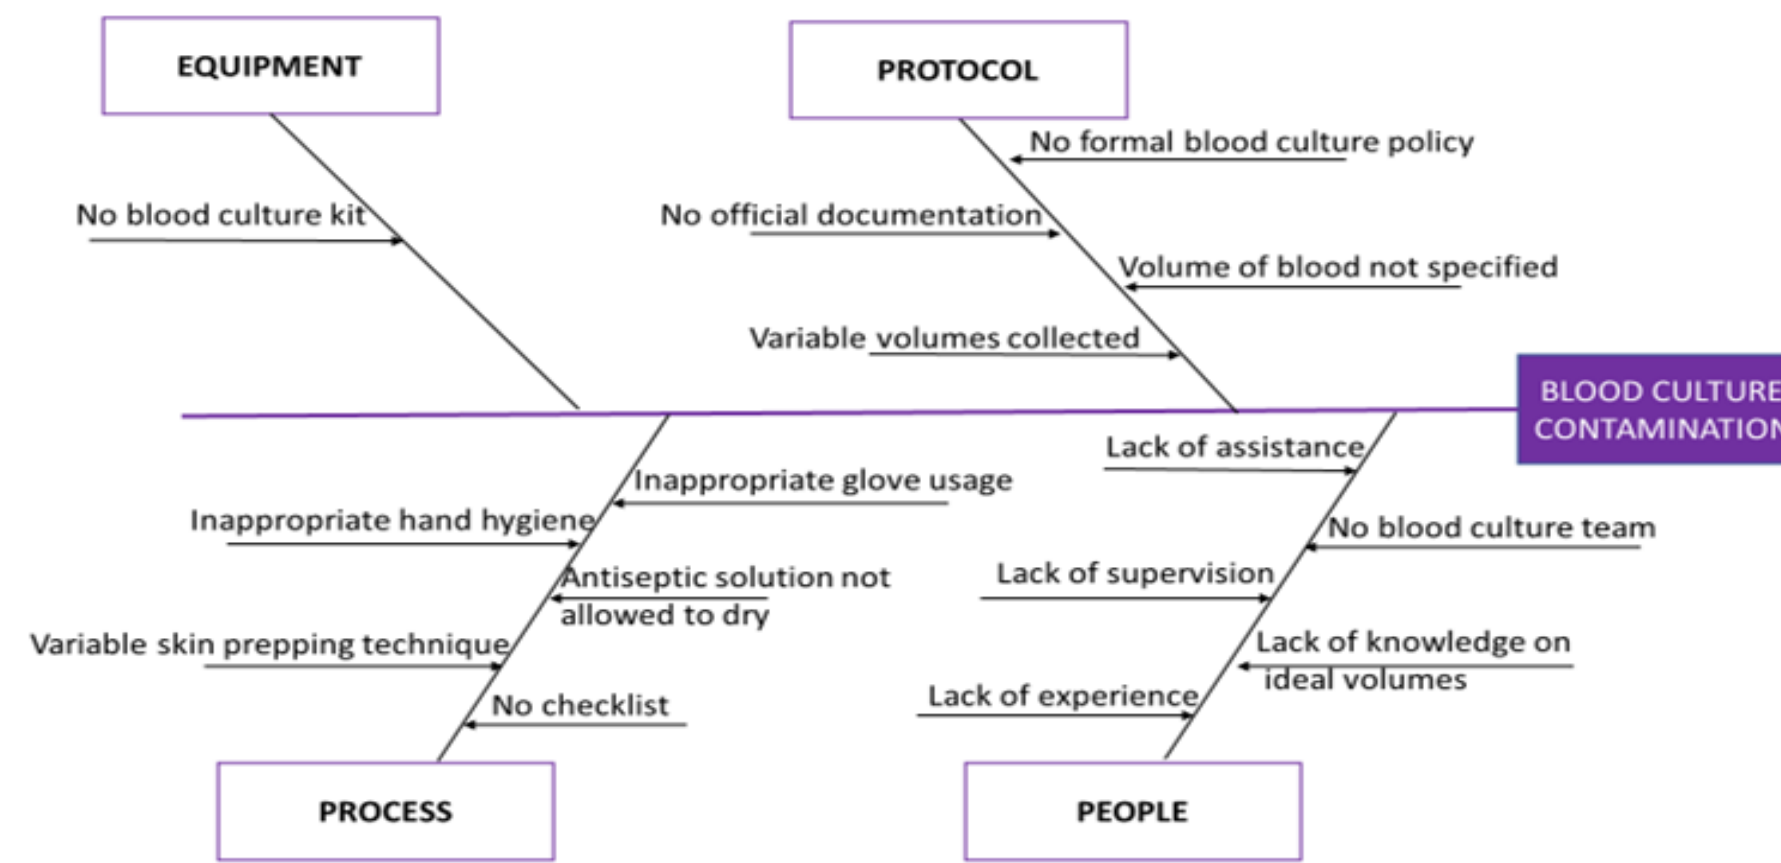 EQUIPMENT
PROTOCOL
No formal blood culture policy
No blood culture kit
No official documentation
Volume of blood not specified
Variable volumes collected
BLOOD CULTURE
CONTAMINATION
Lack of assistance
Inappropriate glove usage
Inappropriate hand hygiene
No blood culture team
Antiseptic solution not
allowed to dry
Lack of supervision
Variable skin prepping technique
Lack of knowledge on
ideal volumes
Lack of experience
No checklist
PROCESS
PEOPLE